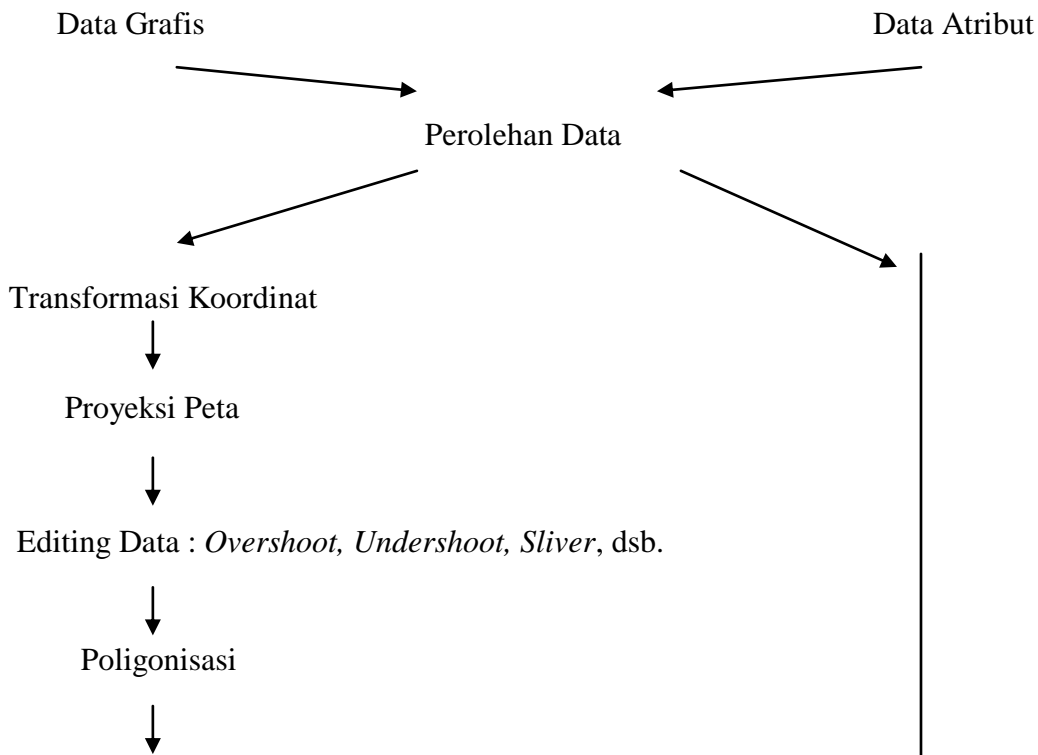 Data Grafis
Data Atribut
Perolehan Data
Transformasi Koordinat
Proyeksi Peta
Editing Data : Overshoot, Undershoot, Sliver, dsb.
Poligonisasi